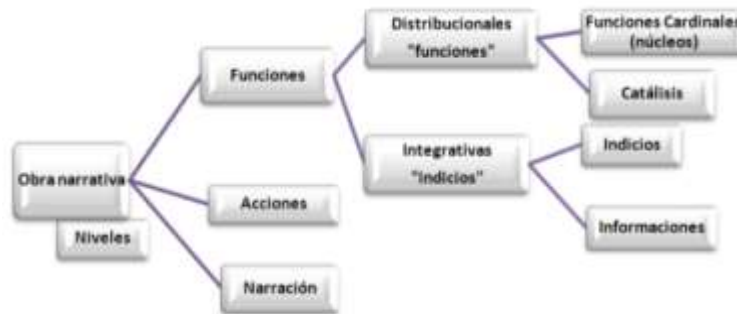 Obra narrativa
Niveles
Funciones
Acciones
Narración
Distribucionales
"funciones"
Integrativas
"indicios"
Funciones Cardinales
(núcleos)
Catálisis
Indicios
Informaciones